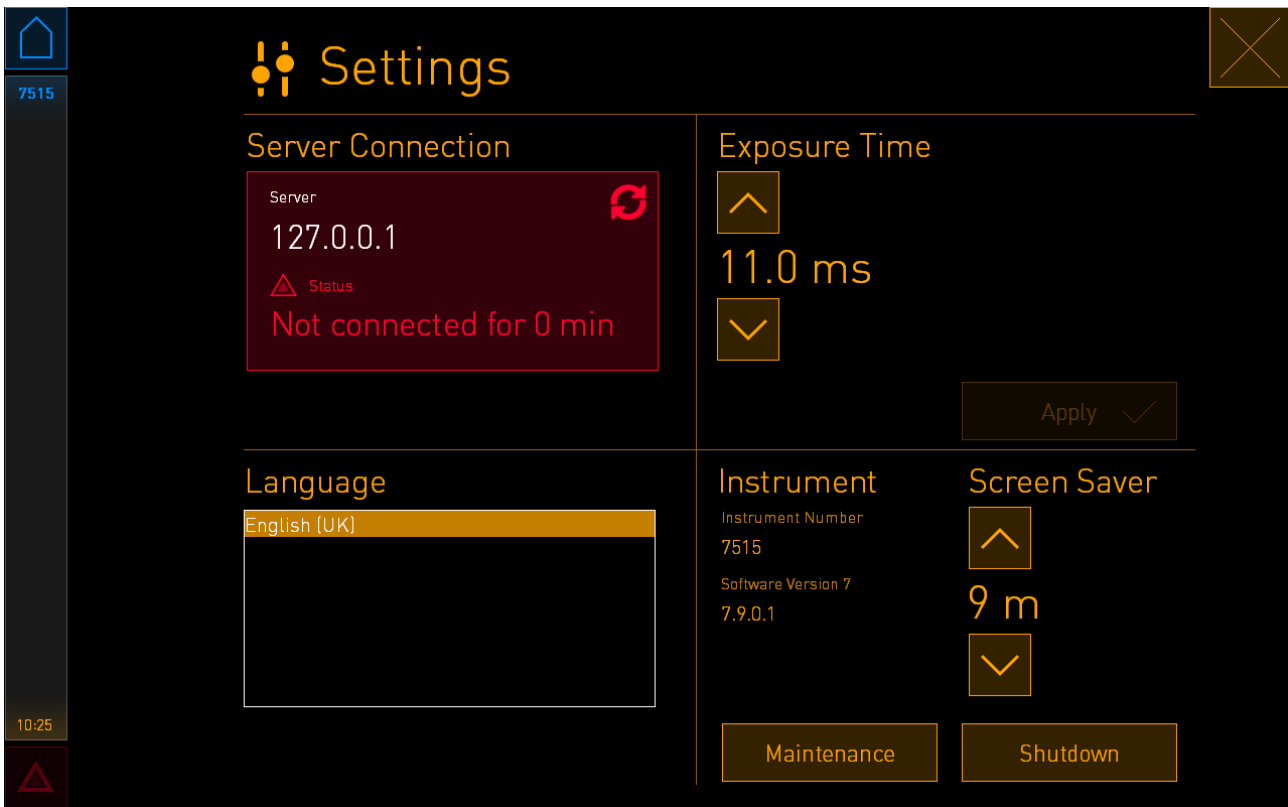 7515
10:25
Settings
Server Connection
Server
127.0.0.1
Status
Not connected for 0 min
Exposure Time
11.0 ms
Apply
Language
English (UK)
Instrument
Instrument Number
7515
Software Version 7
7.9.0.1
Screen Saver
9 m
Maintenance
Shutdown